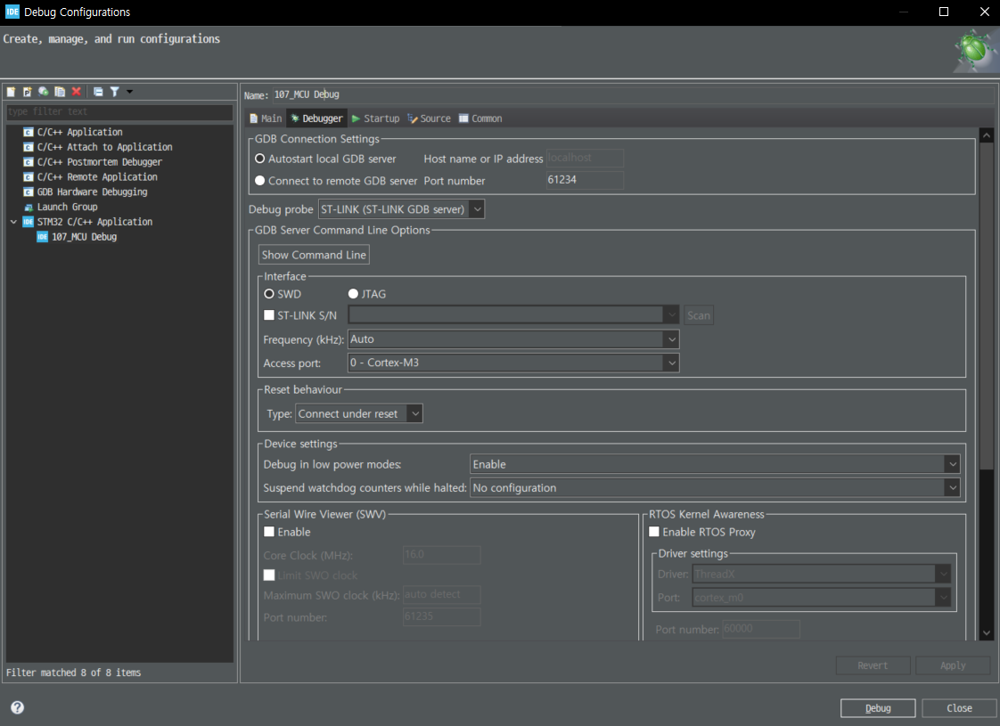 IDE Debug Configurations
Create, manage, and run configurations
type filter text
C/C++ Application
C/C++ Attach to Application
C/C++ Postmortem Debugger
C/C++ Remote Application
GDB Hardware Debugging
Launch Group
IDE STM32 C/C++ Application
IDE 107_MCU Debug
Filter matched 8 of 8 items
Name: 107_MCU Debug
Main Debugger Startup Source Common
GDB Connection Settings
Autostart local GDB server Host name or IP address localhost
Connect to remote GDB server Port number 61234
Debug probe ST-LINK (ST-LINK GDB server)
GDB Server Command Line Options
Show Command Line
Interface
SWD JTAG
ST-LINK S/N Scan
Frequency (kHz): Auto
Access port: 0 - Cortex-M3
Reset behaviour
Type: Connect under reset
Device settings
Debug in low power modes: Enable
Suspend watchdog counters while halted: No configuration
Serial Wire Viewer (SWV)
Enable
Core Clock (MHz): 16.0
Limit SWO clock
Maximum SWO clock (kHz): auto detect
Port number: 61235
RTOS Kernel Awareness
Enable RTOS Proxy
Driver settings
Driver: ThreadX
Port: cortex_m0
Port number: 60000
Revert Apply
Debug Close